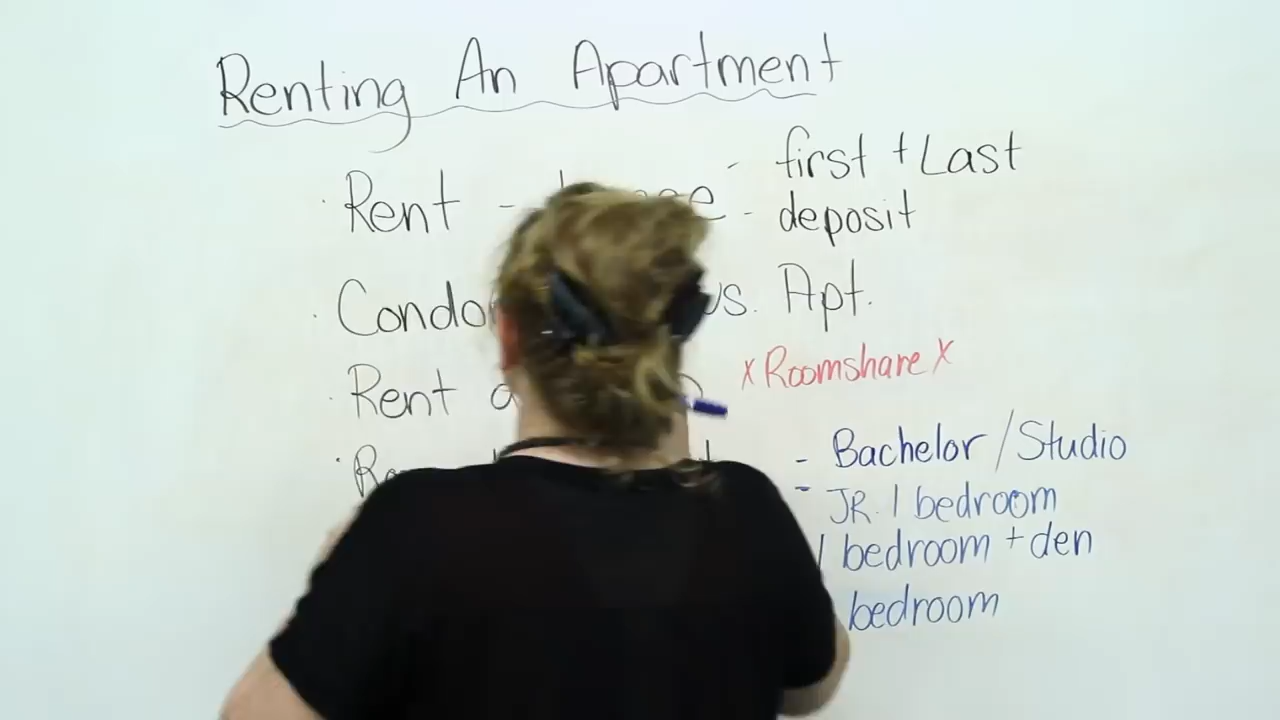 Renting An Apartment
- first + Last
Rent - - deposit
vs. Apt.
Rent x Roomshare x
- Bachelor / Studio
- JR. 1 bedroom
1 bedroom + den
bedroom